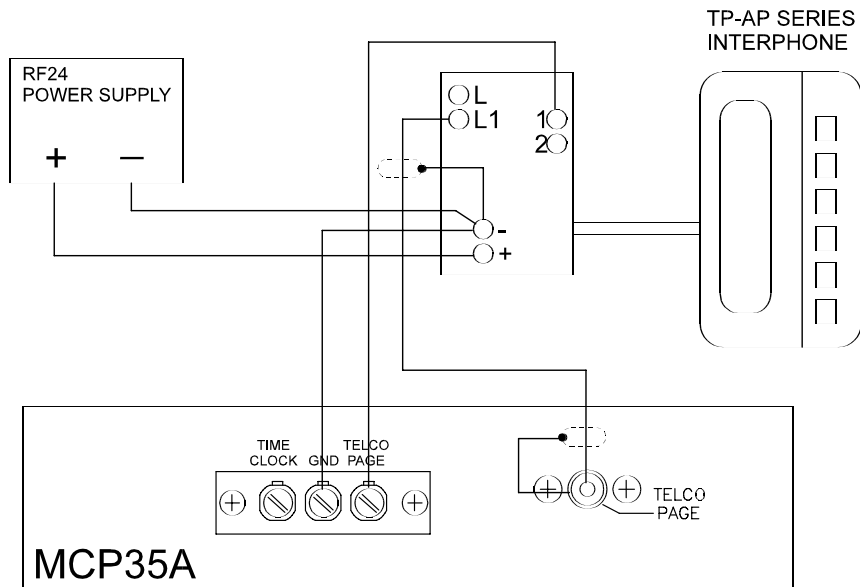 TP-AP SERIES
INTERPHONE
RF24
POWER SUPPLY
+ −
L
L1
1
2
-
+
TIME
CLOCK
GND
TELCO
PAGE
TELCO
PAGE
MCP35A